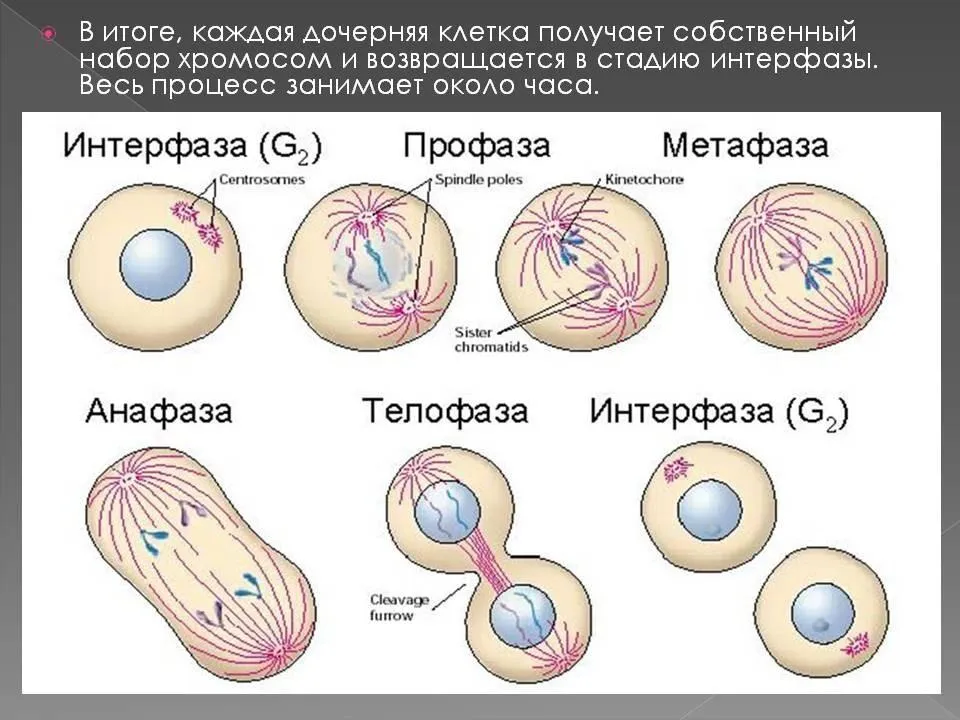 В итоге, каждая дочерняя клетка получает собственный
набор хромосом и возвращается в стадию интерфазы.
Весь процесс занимает около часа.
Интерфаза (G₂) Профаза Метафаза
Centrosomes Spindle poles Kinetochore
Sister
chromatids
Анафаза Телофаза Интерфаза (G₂)
Cleavage
furrow